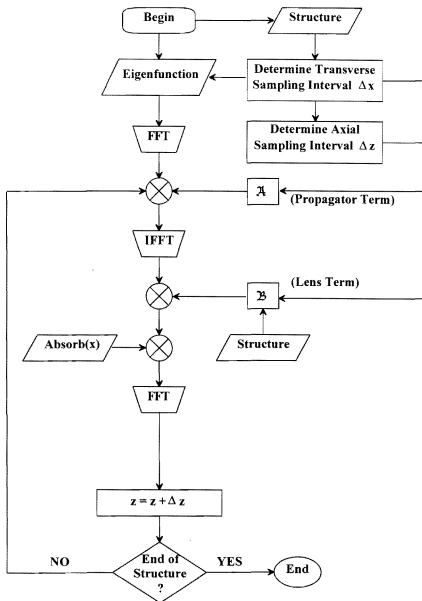 Begin
Structure
Eigenfunction
Determine Transverse
Sampling Interval Δx
FFT
Determine Axial
Sampling Interval Δz
𝔄
(Propagator Term)
IFFT
(Lens Term)
𝔅
Absorb(x)
Structure
FFT
z = z + Δ z
NO
End of
Structure
?
YES
End